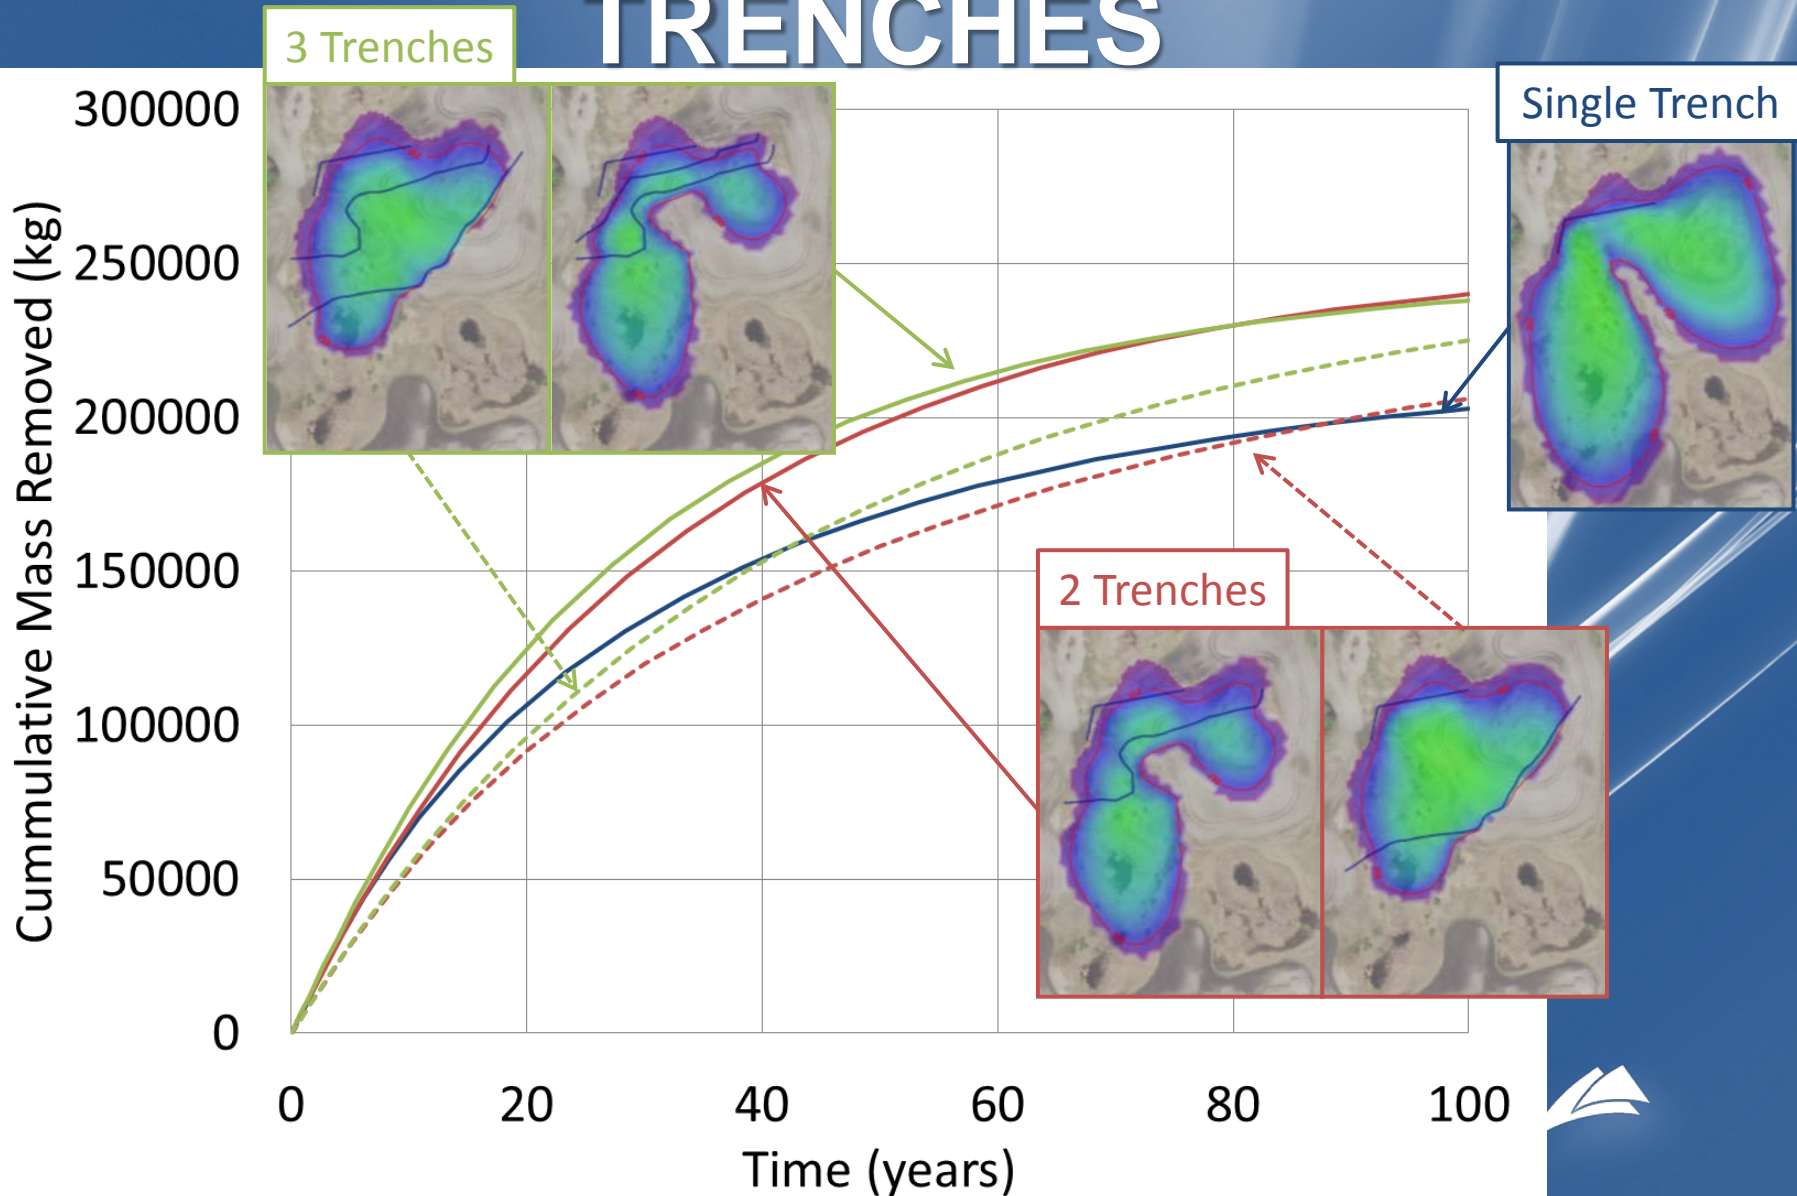 TRENCHES
3 Trenches
Single Trench
2 Trenches
Cummulative Mass Removed (kg)
300000
250000
200000
150000
100000
50000
0
0 20 40 60 80 100
Time (years)